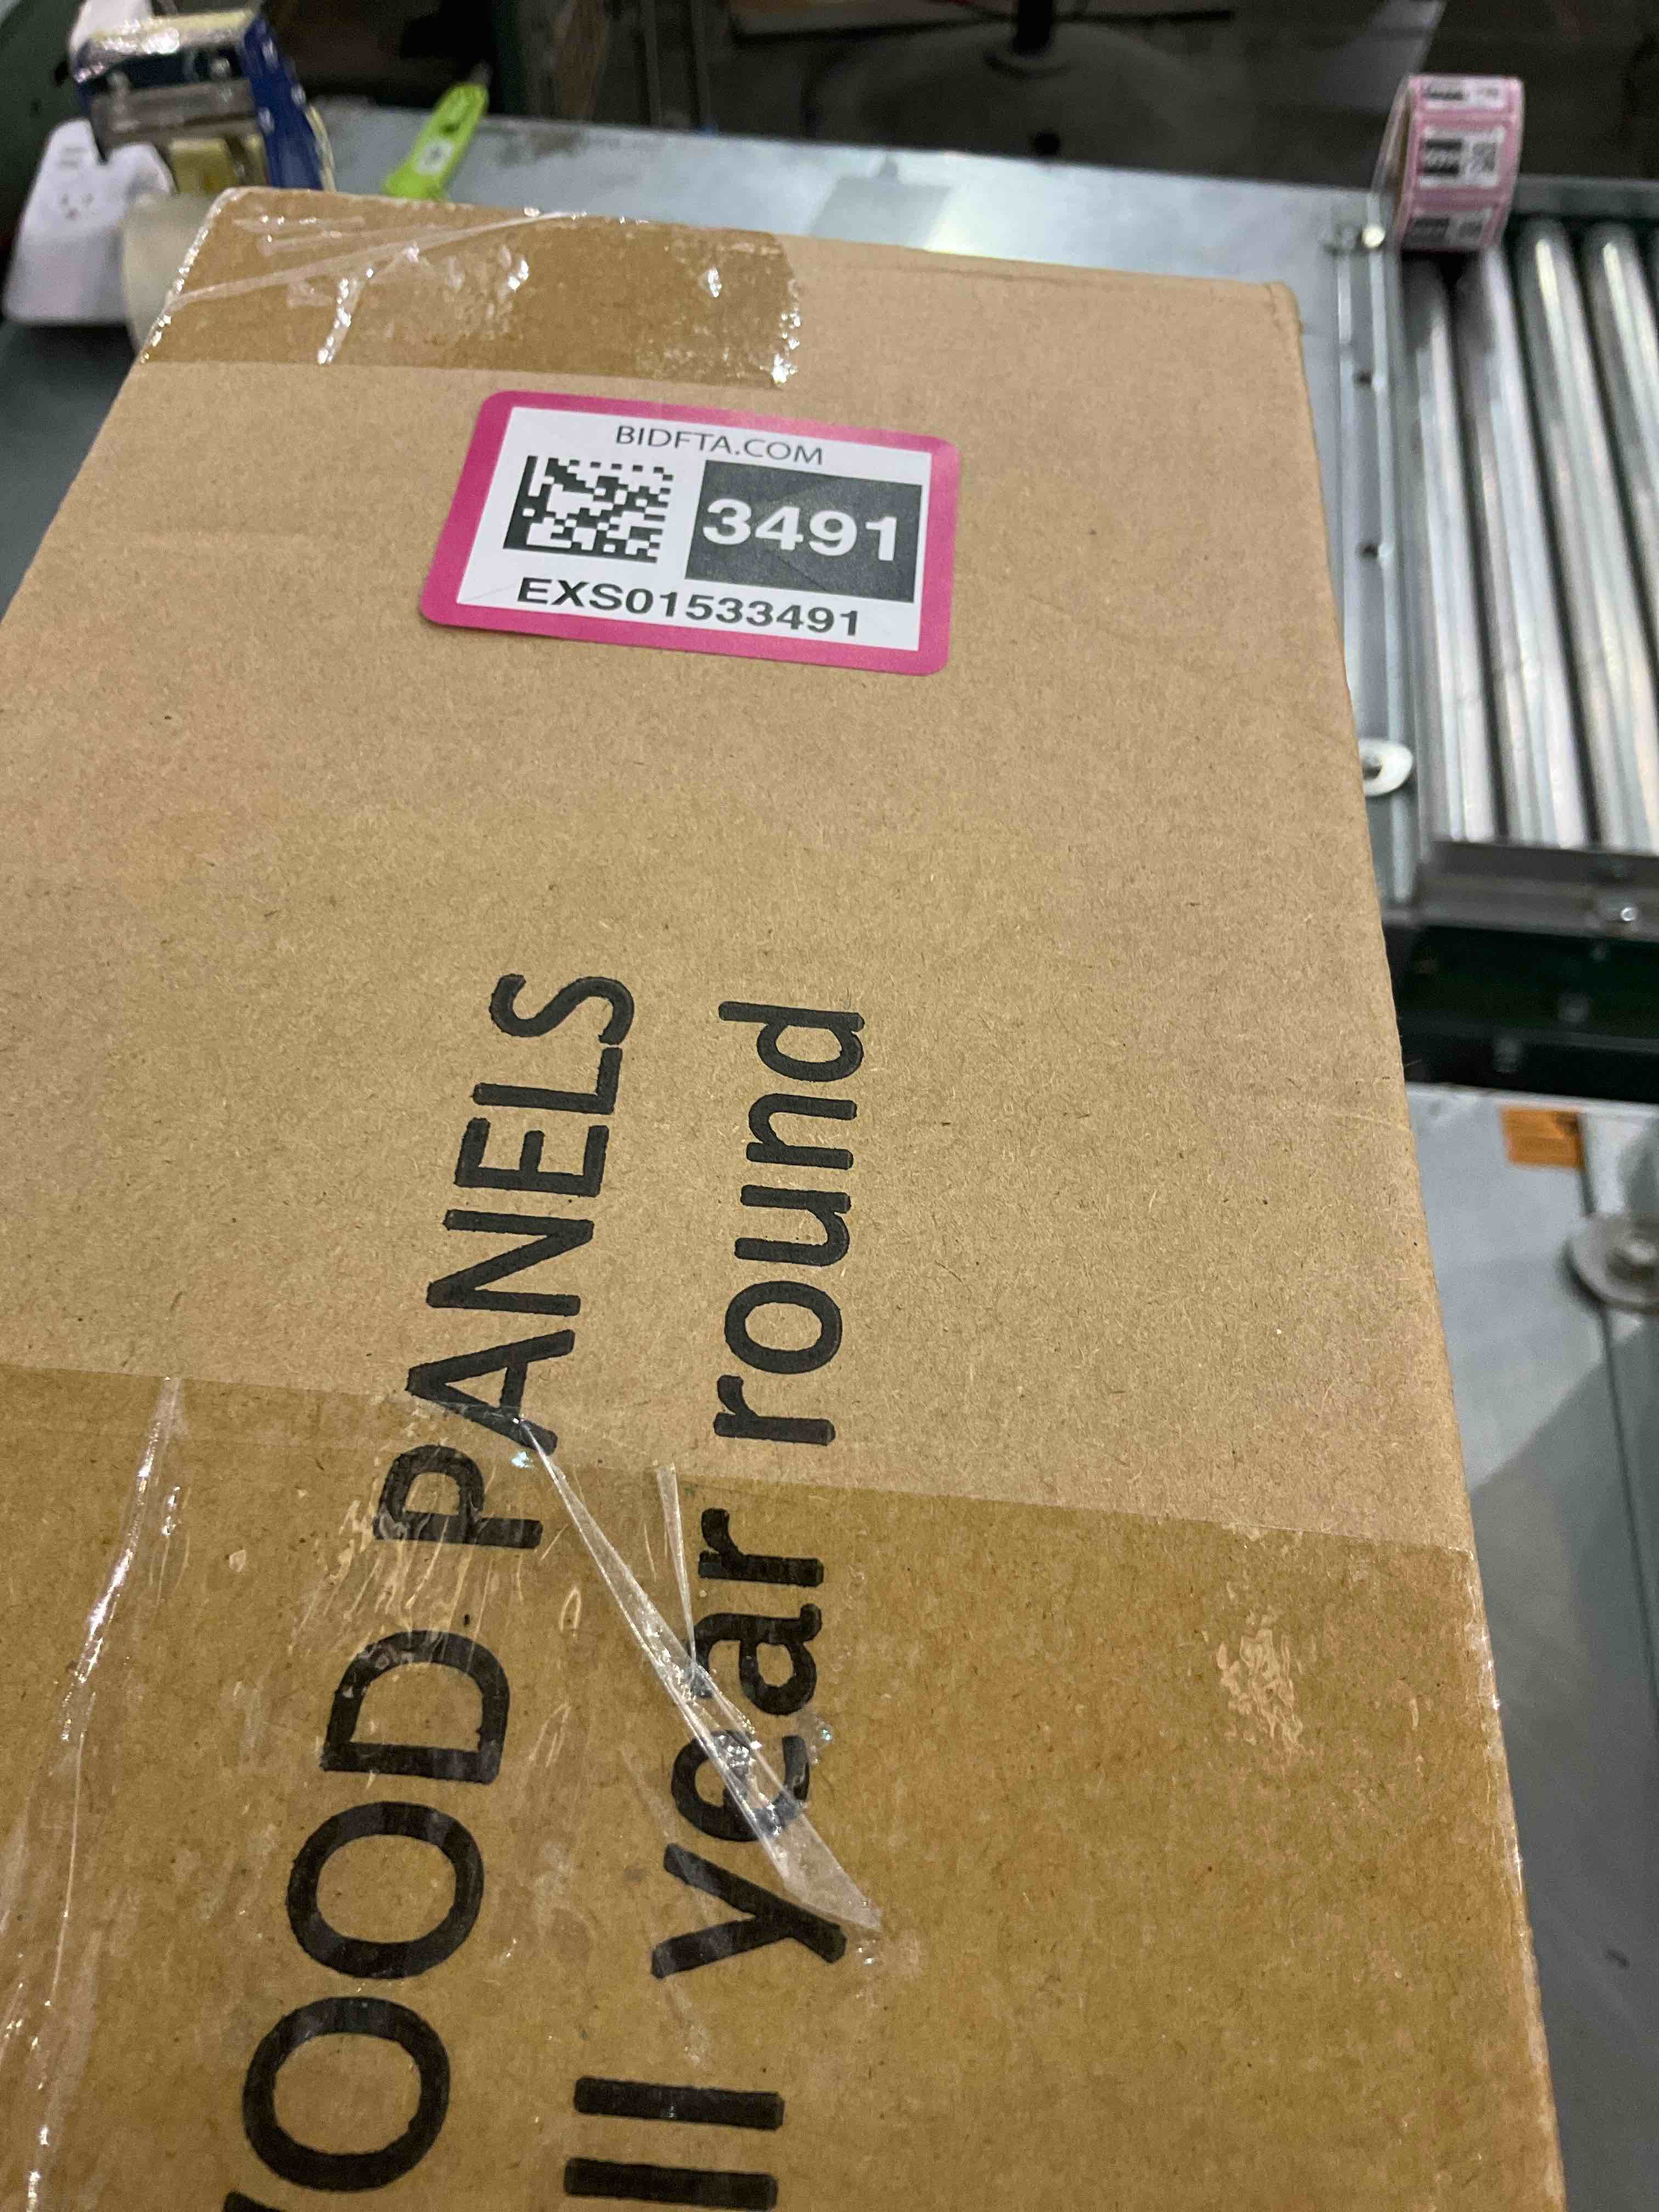 BIDFTA.COM
3491
EXS01533491
OOD PANELS
ll year round